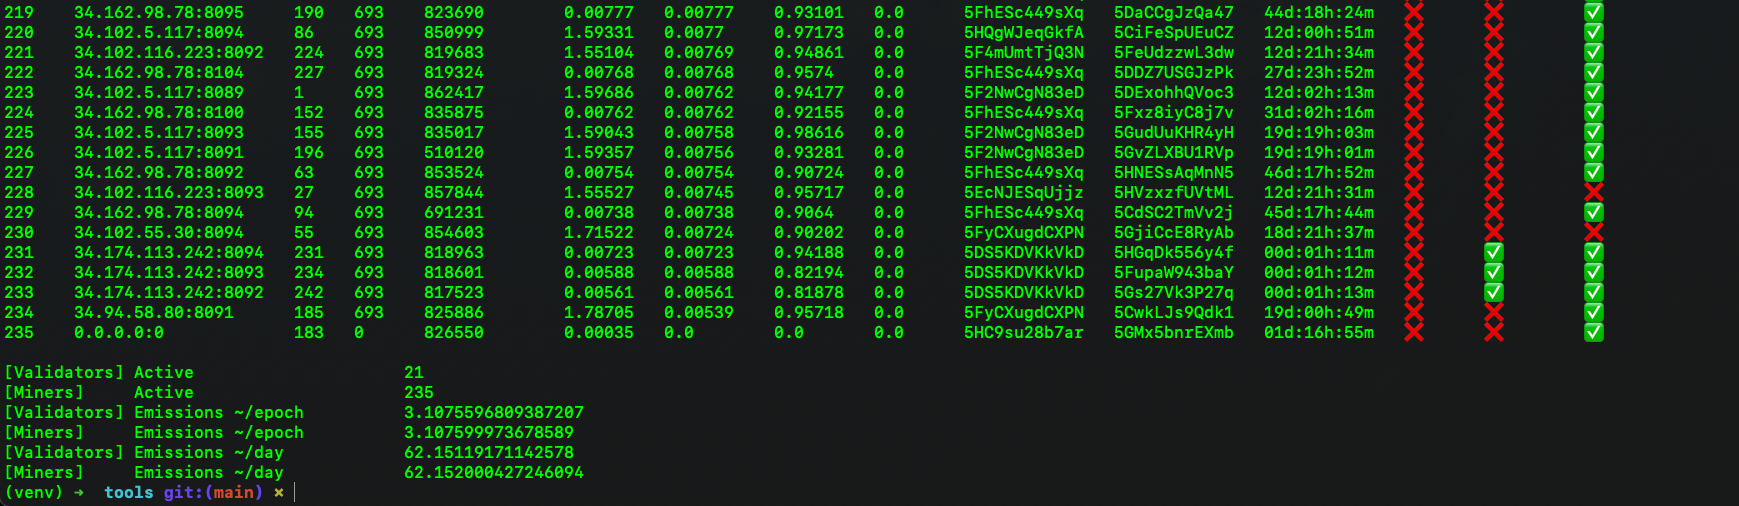 219 34.162.98.78:8095 190 693 823690 0.00777 0.00777 0.93101 0.0 5FhESc449sXq 5DaCCgJzQa47 44d:18h:24m ❌ ❌ ✅
220 34.102.5.117:8094 86 693 850999 1.59331 0.0077 0.97173 0.0 5HQgWJeqGkfA 5CiFeSpUEuCZ 12d:00h:51m ❌ ❌ ✅
221 34.102.116.223:8092 224 693 819683 1.55104 0.00769 0.94861 0.0 5F4mUmtTjQ3N 5FeUdzzwL3dw 12d:21h:34m ❌ ❌ ✅
222 34.162.98.78:8104 227 693 819324 0.00768 0.00768 0.9574 0.0 5FhESc449sXq 5DDZ7USGJzPk 27d:23h:52m ❌ ❌ ✅
223 34.102.5.117:8089 1 693 862417 1.59686 0.00762 0.94177 0.0 5F2NwCgN83eD 5DExohhQVoc3 12d:02h:13m ❌ ❌ ✅
224 34.162.98.78:8100 152 693 835875 0.00762 0.00762 0.92155 0.0 5FhESc449sXq 5Fxz8iyC8j7v 31d:02h:16m ❌ ❌ ✅
225 34.102.5.117:8093 155 693 835017 1.59043 0.00758 0.98616 0.0 5F2NwCgN83eD 5GudUuKHR4yH 19d:19h:03m ❌ ❌ ✅
226 34.102.5.117:8091 196 693 510120 1.59357 0.00756 0.93281 0.0 5F2NwCgN83eD 5GvZLXBU1RVp 19d:19h:01m ❌ ❌ ✅
227 34.162.98.78:8092 63 693 853524 0.00754 0.00754 0.90724 0.0 5FhESc449sXq 5HNESsAqMnN5 46d:17h:52m ❌ ❌ ✅
228 34.102.116.223:8093 27 693 857844 1.55527 0.00745 0.95717 0.0 5EcNJESqUjjz 5HVzxzfUVtML 12d:21h:31m ❌ ❌ ❌
229 34.162.98.78:8094 94 693 691231 0.00738 0.00738 0.9064 0.0 5FhESc449sXq 5CdSC2TmVv2j 45d:17h:44m ❌ ❌ ✅
230 34.102.55.30:8094 55 693 854603 1.71522 0.00724 0.90202 0.0 5FyCXugdCXPN 5GjiCcE8RyAb 18d:21h:37m ❌ ❌ ❌
231 34.174.113.242:8094 231 693 818963 0.00723 0.00723 0.94188 0.0 5DS5KDVKkVkD 5HGqDk556y4f 00d:01h:11m ❌ ✅ ✅
232 34.174.113.242:8093 234 693 818601 0.00588 0.00588 0.82194 0.0 5DS5KDVKkVkD 5FupaW943baY 00d:01h:12m ❌ ✅ ✅
233 34.174.113.242:8092 242 693 817523 0.00561 0.00561 0.81878 0.0 5DS5KDVKkVkD 5Gs27Vk3P27q 00d:01h:13m ❌ ✅ ✅
234 34.94.58.80:8091 185 693 825886 1.78705 0.00539 0.95718 0.0 5FyCXugdCXPN 5CwkLJs9Qdk1 19d:00h:49m ❌ ❌ ✅
235 0.0.0.0:0 183 0 826550 0.00035 0.0 0.0 0.0 5HC9su28b7ar 5GMx5bnrEXmb 01d:16h:55m ❌ ❌ ✅
[Validators] Active 21
[Miners] Active 235
[Validators] Emissions ~/epoch 3.1075596809387207
[Miners] Emissions ~/epoch 3.107599973678589
[Validators] Emissions ~/day 62.15119171142578
[Miners] Emissions ~/day 62.152000427246094
(venv) ➜ tools git:(main) ✗